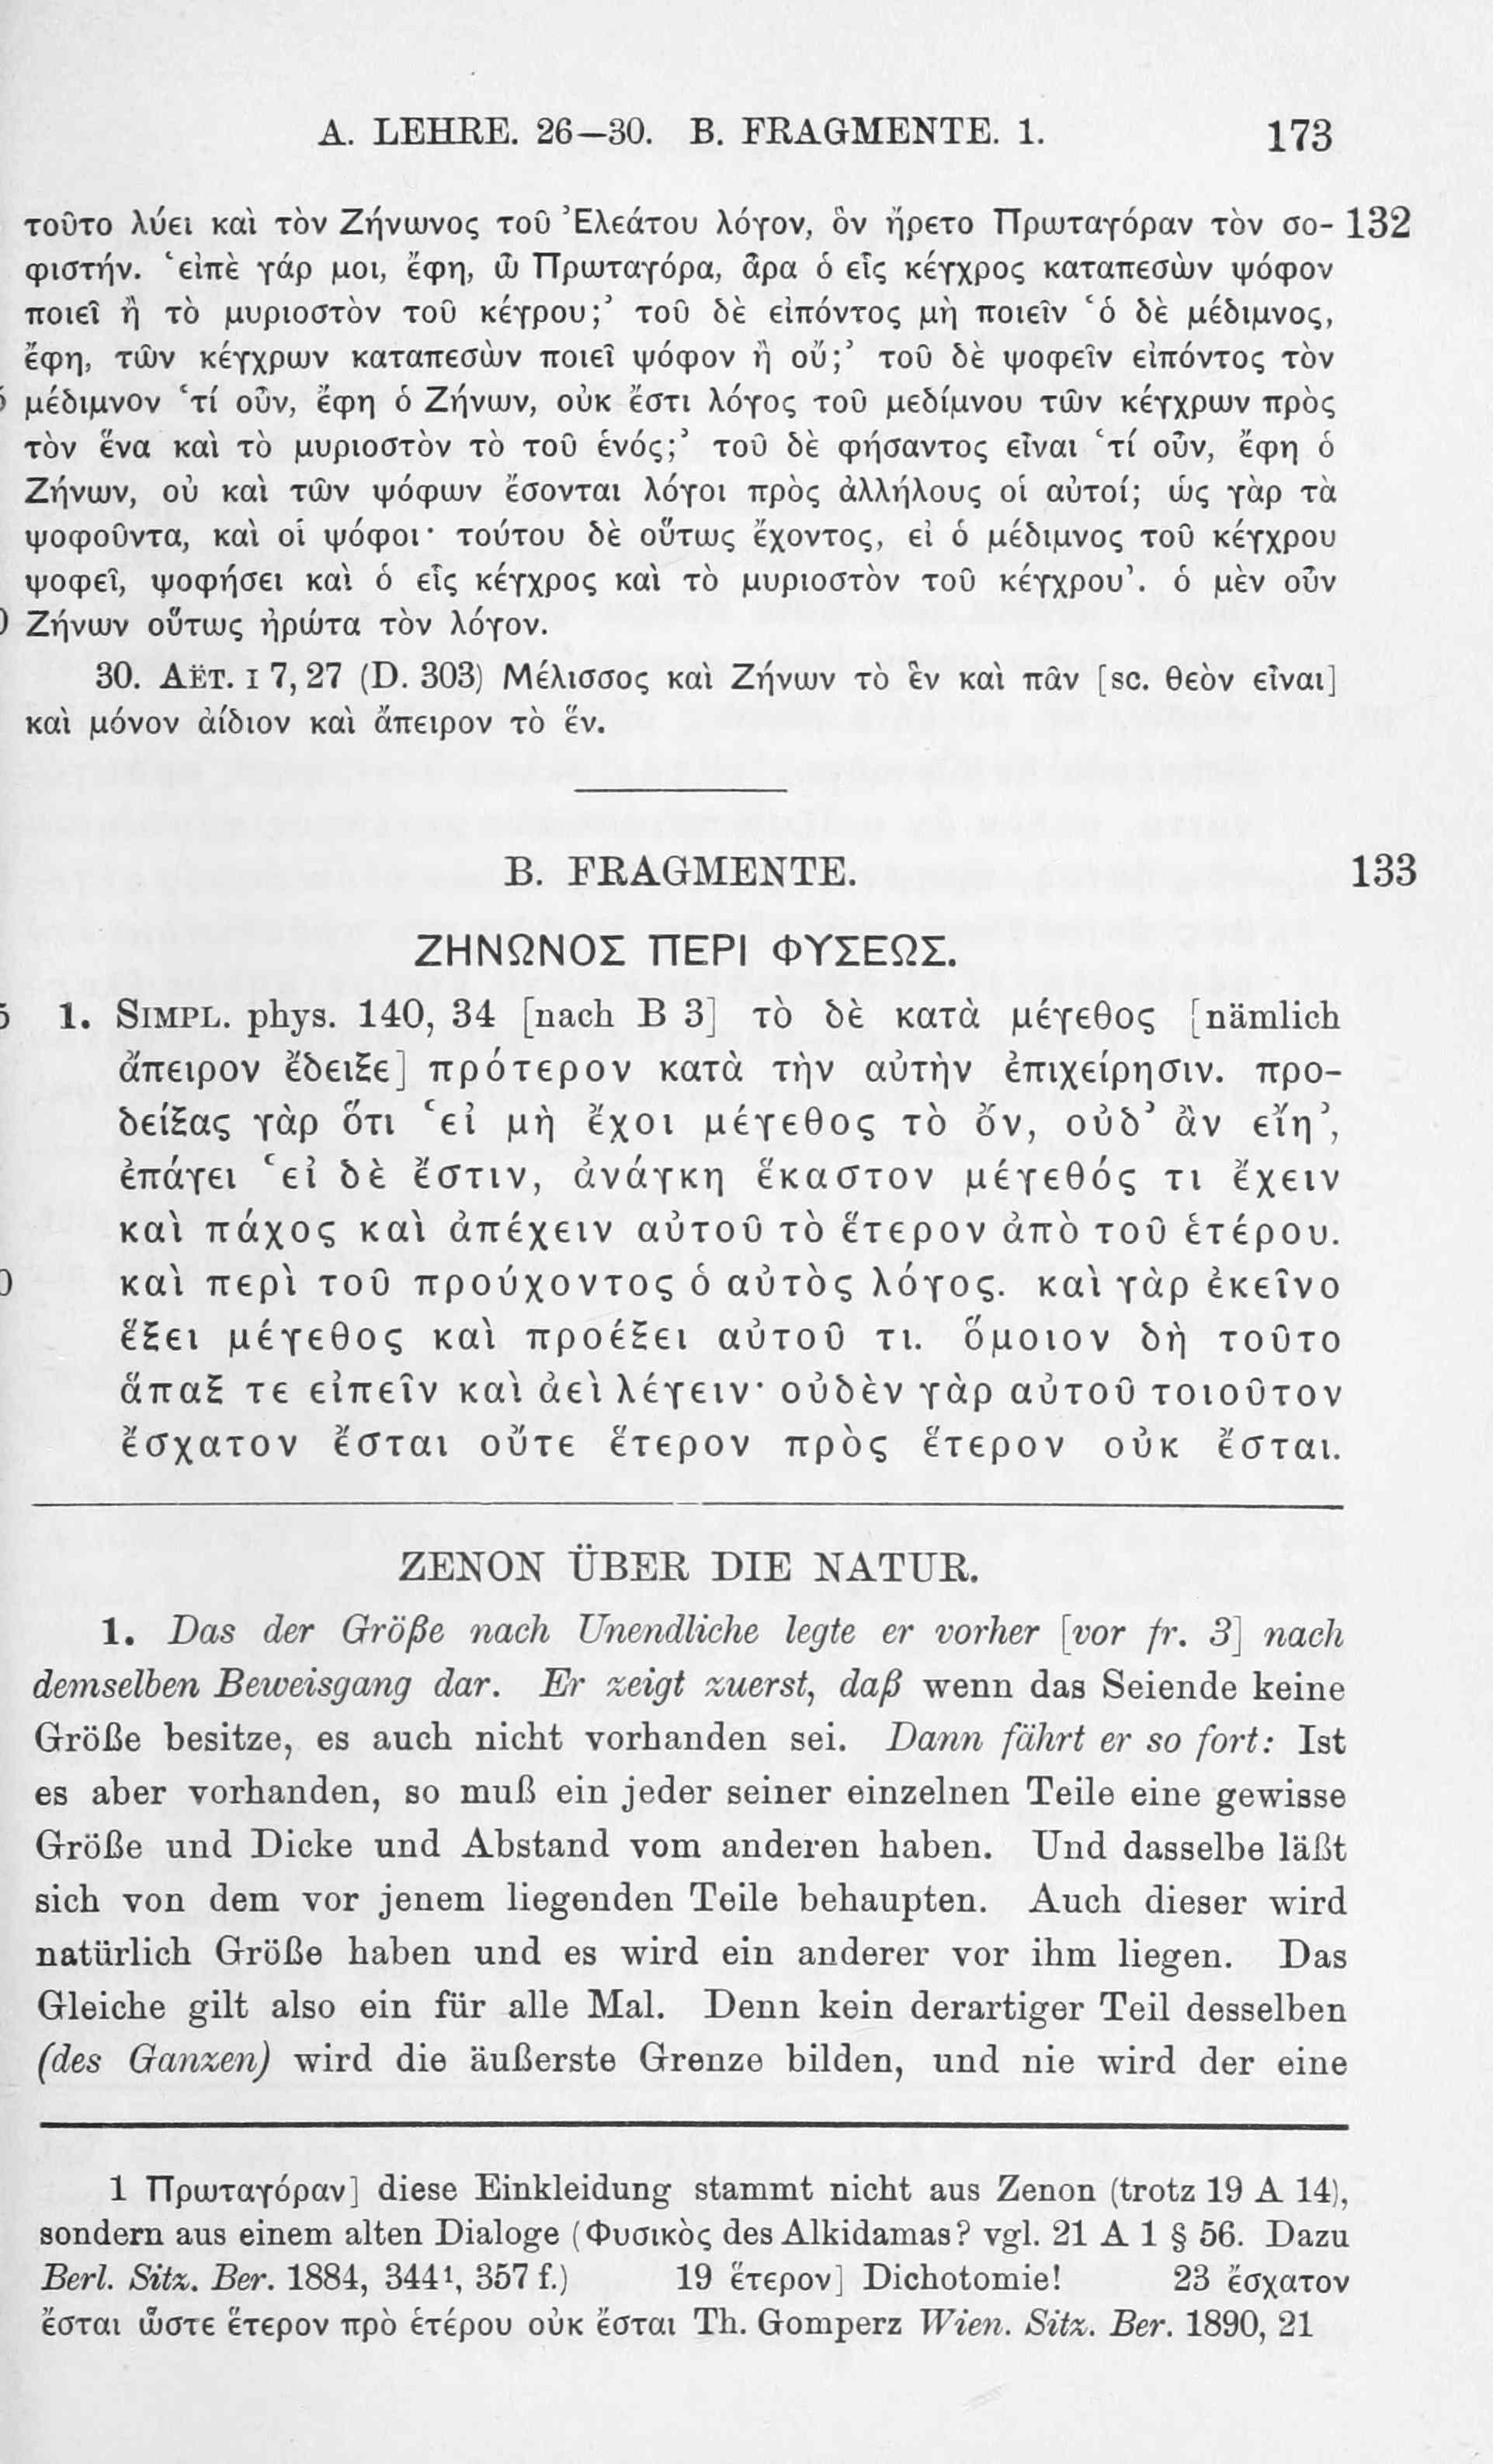 A. LEHRE. 26—30. B. FRAGMENTE. 1. 173
τοῦτο λύει καὶ τὸν Ζήνωνος τοῦ Ἐλεάτου λόγον, ὃν ἤρετο Πρωταγόραν τὸν σο- 132
φιστήν. ‘εἰπὲ γάρ μοι, ἔφη, ὦ Πρωταγόρα, ἆρα ὁ εἷς κέγχρος καταπεσὼν ψόφον
ποιεῖ ἢ τὸ μυριοστὸν τοῦ κέγρου;’ τοῦ δὲ εἰπόντος μὴ ποιεῖν ‘ὁ δὲ μέδιμνος,
ἔφη, τῶν κέγχρων καταπεσὼν ποιεῖ ψόφον ἢ οὔ;’ τοῦ δὲ ψοφεῖν εἰπόντος τὸν
5 μέδιμνον ‘τί οὖν, ἔφη ὁ Ζήνων, οὐκ ἔστι λόγος τοῦ μεδίμνου τῶν κέγχρων πρὸς
τὸν ἕνα καὶ τὸ μυριοστὸν τὸ τοῦ ἑνός;’ τοῦ δὲ φήσαντος εἶναι ‘τί οὖν, ἔφη ὁ
Ζήνων, οὐ καὶ τῶν ψόφων ἔσονται λόγοι πρὸς ἀλλήλους οἱ αὐτοί; ὡς γὰρ τὰ
ψοφοῦντα, καὶ οἱ ψόφοι· τούτου δὲ οὕτως ἔχοντος, εἰ ὁ μέδιμνος τοῦ κέγχρου
ψοφεῖ, ψοφήσει καὶ ὁ εἷς κέγχρος καὶ τὸ μυριοστὸν τοῦ κέγχρου’. ὁ μὲν οὖν
0 Ζήνων οὕτως ἠρώτα τὸν λόγον.
30. AËT. I 7, 27 (D. 303) Μέλισσος καὶ Ζήνων τὸ ἓν καὶ πᾶν [sc. θεὸν εἶναι]
καὶ μόνον ἀίδιον καὶ ἄπειρον τὸ ἕν.
B. FRAGMENTE. 133
ΖΗΝΩΝΟΣ ΠΕΡΙ ΦΥΣΕΩΣ.
5 1. SIMPL. phys. 140, 34 [nach B 3] τὸ δὲ κατὰ μέγεθος [nämlich
ἄπειρον ἔδειξε] πρότερον κατὰ τὴν αὐτὴν ἐπιχείρησιν. προ-
δείξας γὰρ ὅτι ‘εἰ μὴ ἔχοι μέγεθος τὸ ὄν, οὐδ’ ἂν εἴη’,
ἐπάγει ‘εἰ δὲ ἔστιν, ἀνάγκη ἕκαστον μέγεθός τι ἔχειν
καὶ πάχος καὶ ἀπέχειν αὐτοῦ τὸ ἕτερον ἀπὸ τοῦ ἑτέρου.
0 καὶ περὶ τοῦ προύχοντος ὁ αὐτὸς λόγος. καὶ γὰρ ἐκεῖνο
ἕξει μέγεθος καὶ προέξει αὐτοῦ τι. ὅμοιον δὴ τοῦτο
ἅπαξ τε εἰπεῖν καὶ ἀεὶ λέγειν· οὐδὲν γὰρ αὐτοῦ τοιοῦτον
ἔσχατον ἔσται οὔτε ἕτερον πρὸς ἕτερον οὐκ ἔσται.
ZENON ÜBER DIE NATUR.
1. Das der Größe nach Unendliche legte er vorher [vor fr. 3] nach
demselben Beweisgang dar. Er zeigt zuerst, daß wenn das Seiende keine
Größe besitze, es auch nicht vorhanden sei. Dann fährt er so fort: Ist
es aber vorhanden, so muß ein jeder seiner einzelnen Teile eine gewisse
Größe und Dicke und Abstand vom anderen haben. Und dasselbe läßt
sich von dem vor jenem liegenden Teile behaupten. Auch dieser wird
natürlich Größe haben und es wird ein anderer vor ihm liegen. Das
Gleiche gilt also ein für alle Mal. Denn kein derartiger Teil desselben
(des Ganzen) wird die äußerste Grenze bilden, und nie wird der eine
1 Πρωταγόραν] diese Einkleidung stammt nicht aus Zenon (trotz 19 A 14),
sondern aus einem alten Dialoge (Φυσικὸς des Alkidamas? vgl. 21 A 1 § 56. Dazu
Berl. Sitz. Ber. 1884, 344¹, 357 f.) 19 ἕτερον] Dichotomie! 23 ἔσχατον
ἔσται ὥστε ἕτερον πρὸ ἑτέρου οὐκ ἔσται Th. Gomperz Wien. Sitz. Ber. 1890, 21